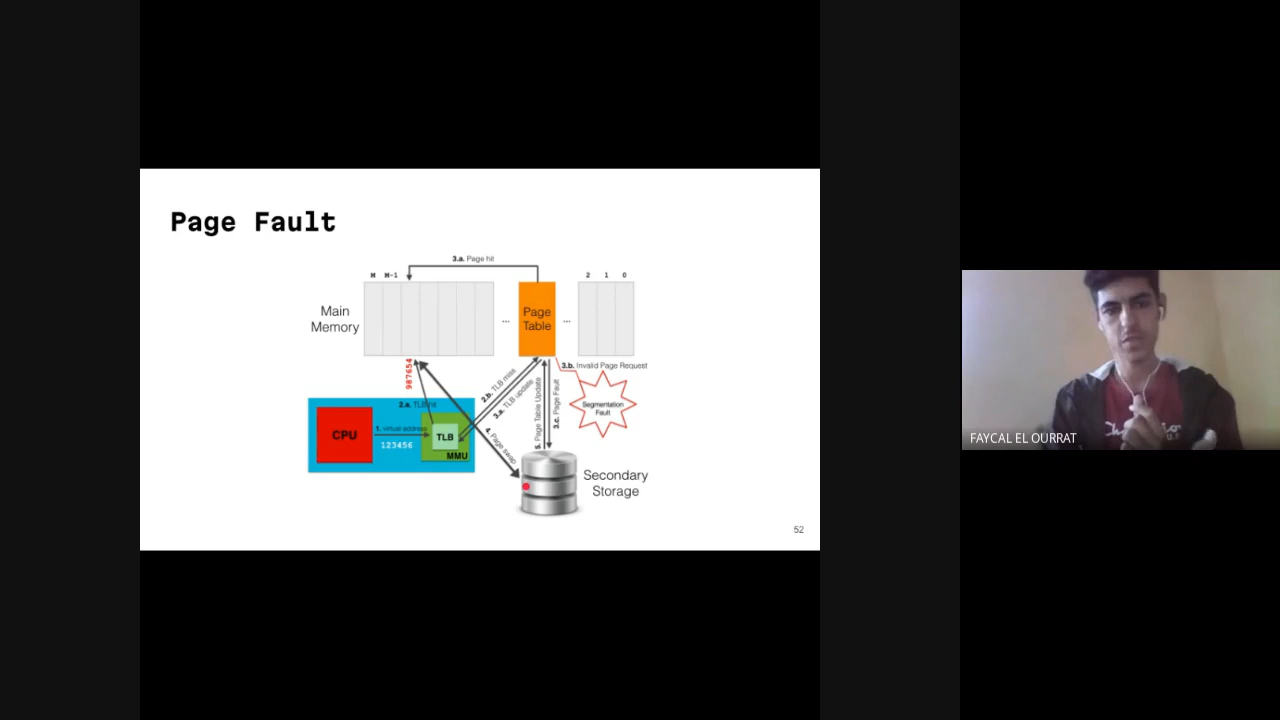 Page Fault
3.a. Page hit
M M-1
2 1 0
Main
Memory
...
Page
Table
...
987654
3.b. Invalid Page Request
2.b. TLB miss
3.a. TLB update
5. Page Table Update
3.c. Page Fault
Segmentation
Fault
2.a. TLB hit
CPU
1. virtual address
123456
TLB
MMU
4. Page swap
Secondary
Storage
52
FAYCAL EL OURRAT